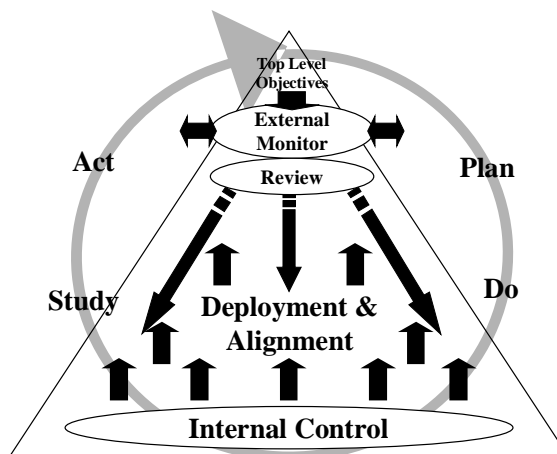 Top Level
Objectives
External
Monitor
Act
Plan
Review
Study
Do
Deployment &
Alignment
Internal Control